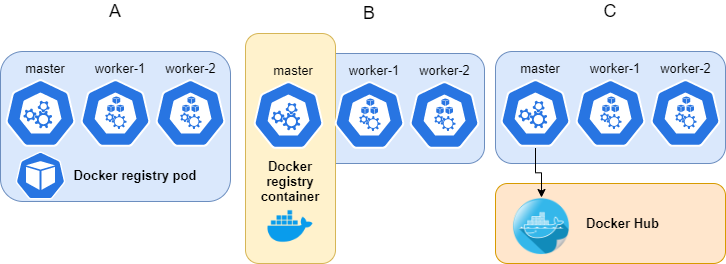 A
B
C
master worker-1 worker-2
master worker-1 worker-2
master worker-1 worker-2
Docker registry pod
Docker
registry
container
Docker Hub